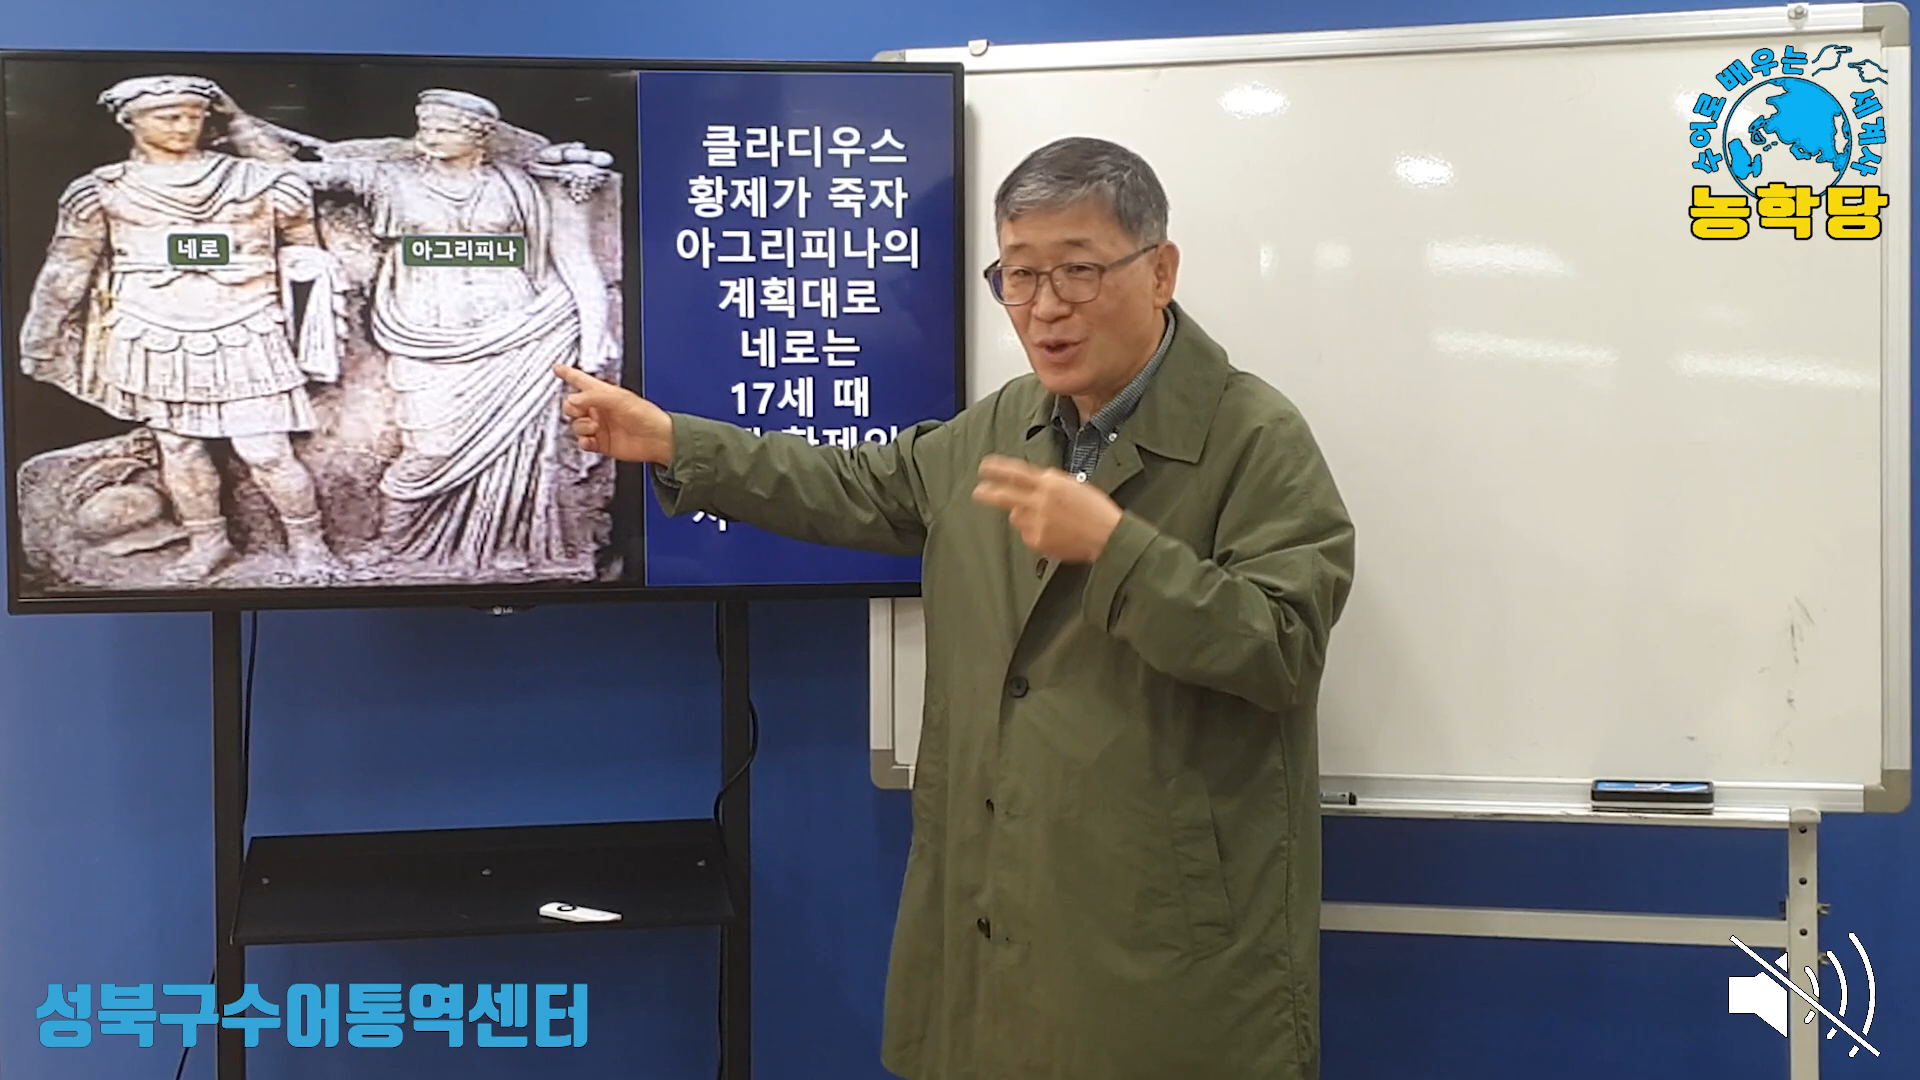 수어로 배우는 세계사
농학당
네로
아그리피나
클라디우스
황제가 죽자
아그리피나의
계획대로
네로는
17세 때
성북구수어통역센터